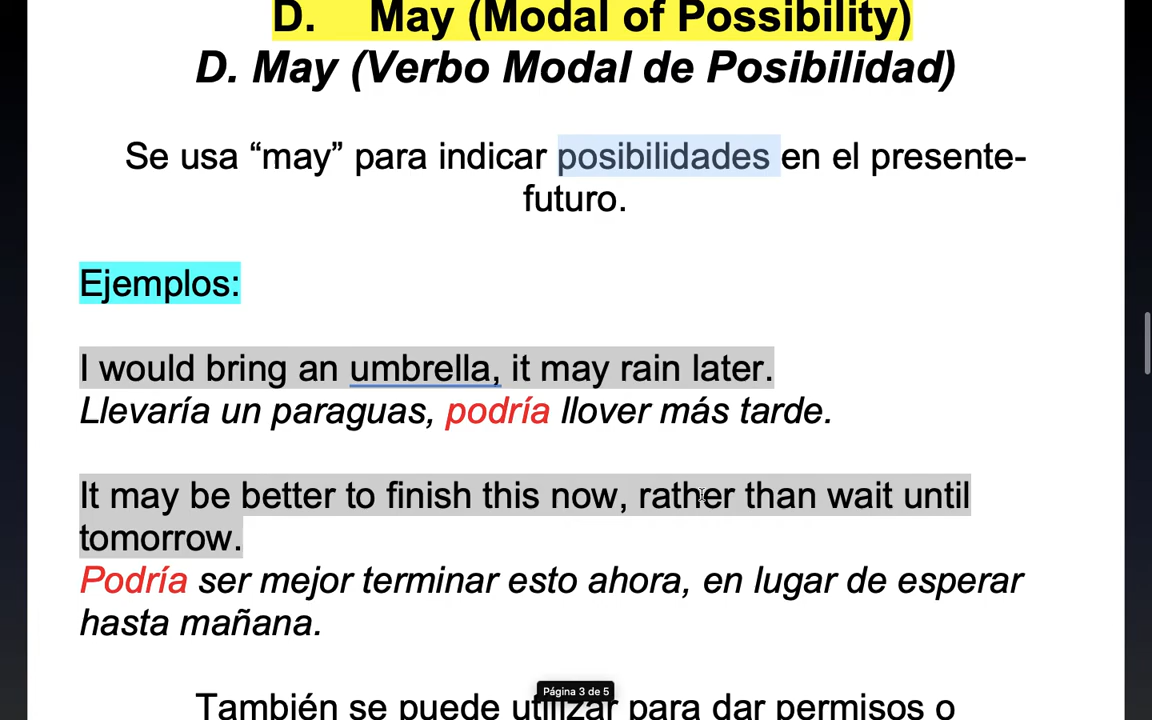 D. May (Modal of Possibility)
D. May (Verbo Modal de Posibilidad)
Se usa “may” para indicar posibilidades en el presente-
futuro.
Ejemplos:
I would bring an umbrella, it may rain later.
Llevaría un paraguas, podría llover más tarde.
It may be better to finish this now, rather than wait until
tomorrow.
Podría ser mejor terminar esto ahora, en lugar de esperar
hasta mañana.
Página 3 de 5
También se puede utilizar para dar permisos o